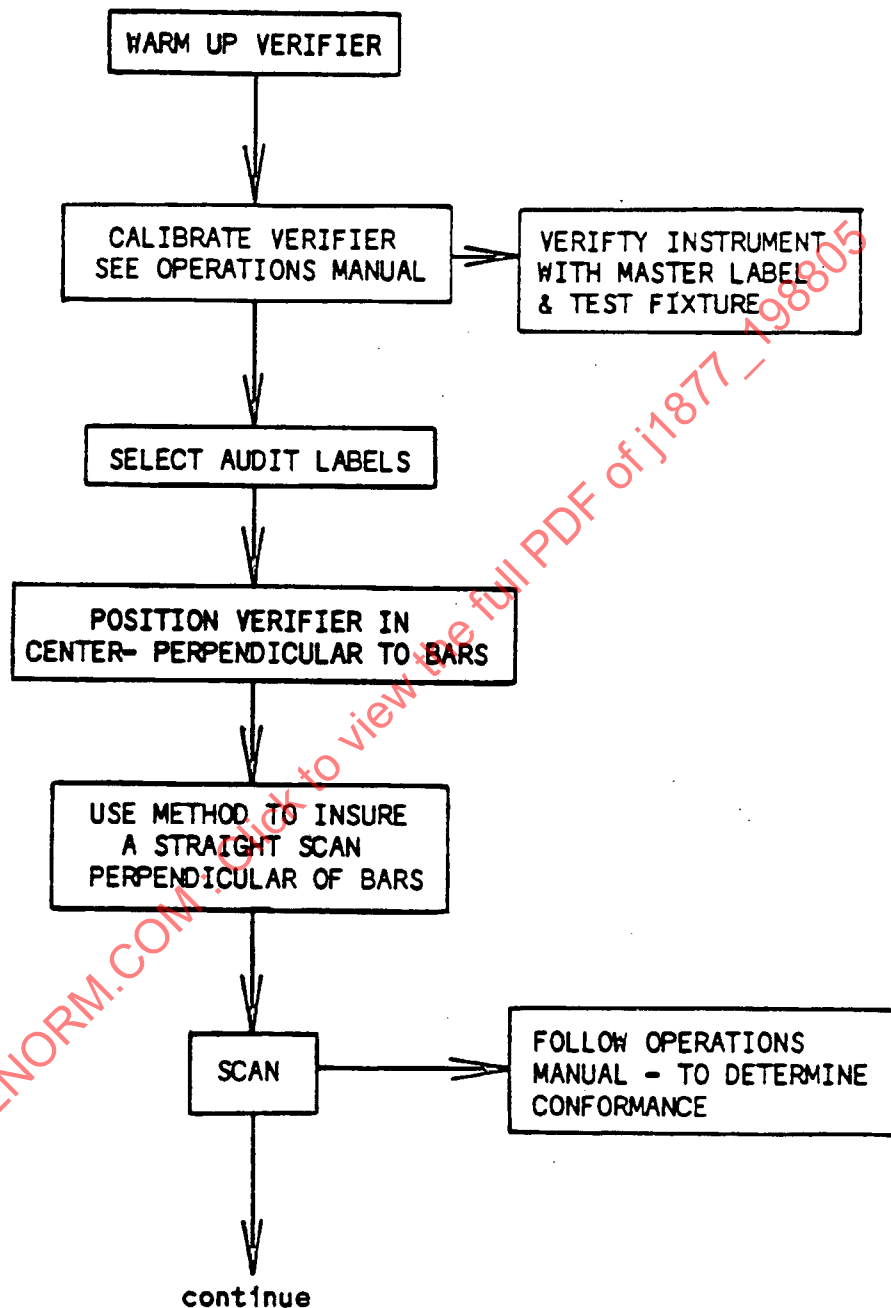 WARM UP VERIFIER
CALIBRATE VERIFIER
SEE OPERATIONS MANUAL
VERIFTY INSTRUMENT
WITH MASTER LABEL
& TEST FIXTURE
SELECT AUDIT LABELS
POSITION VERIFIER IN
CENTER- PERPENDICULAR TO BARS
USE METHOD TO INSURE
A STRAIGHT SCAN
PERPENDICULAR OF BARS
SCAN
FOLLOW OPERATIONS
MANUAL - TO DETERMINE
CONFORMANCE
continue
ENORM.COM : Click to view the full PDF of j1877_198805